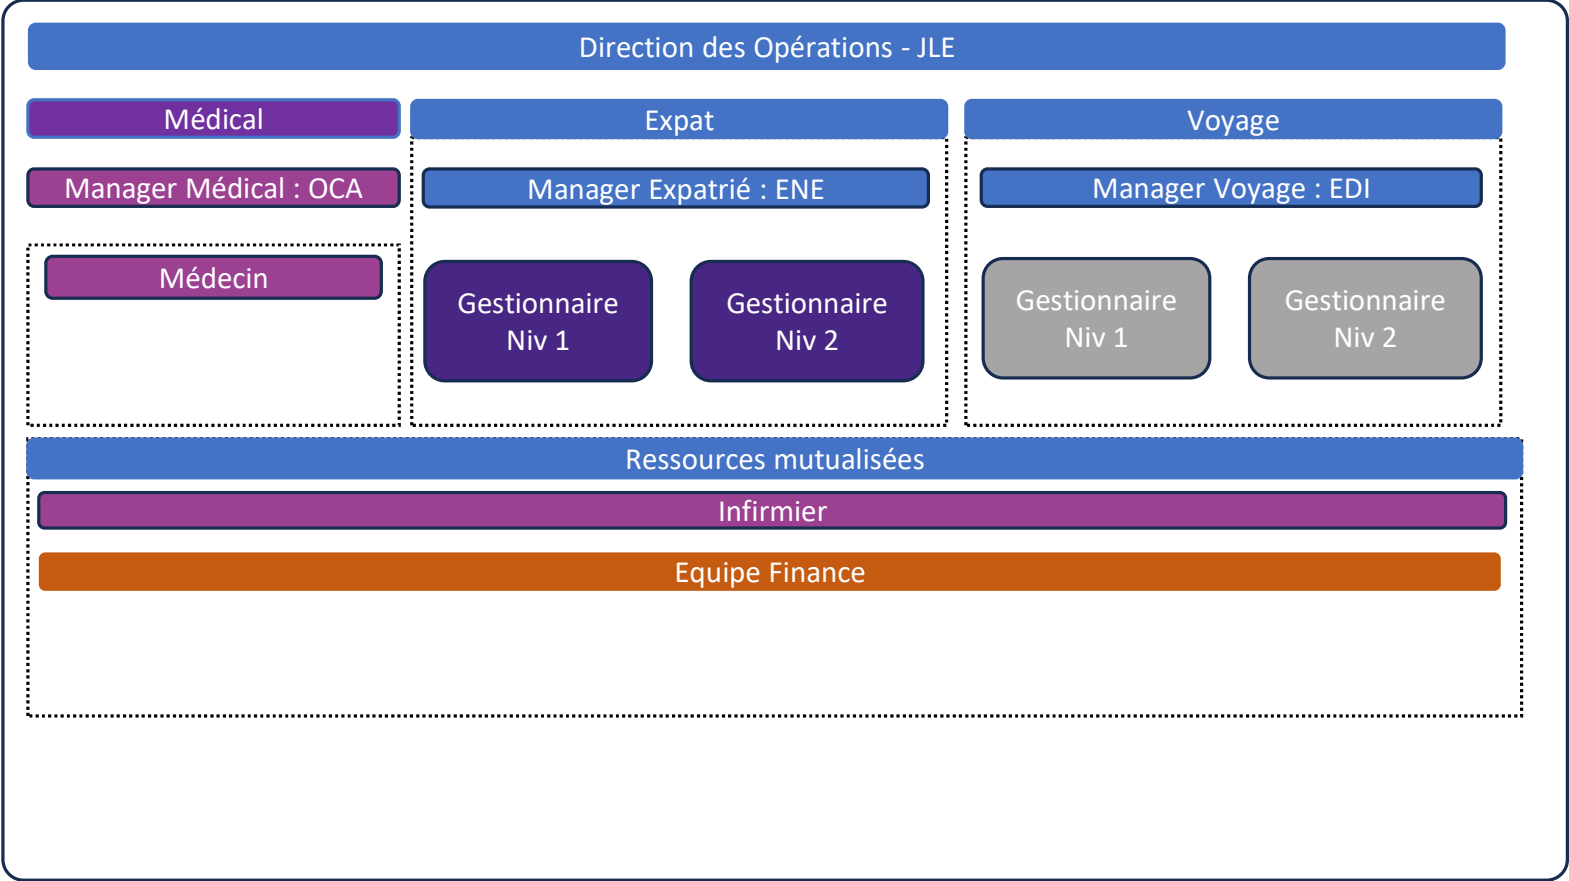 Direction des Opérations - JLE
Médical
Expat
Voyage
Manager Médical : OCA
Manager Expatrié : ENE
Manager Voyage : EDI
Médecin
Gestionnaire
Niv 1
Gestionnaire
Niv 2
Gestionnaire
Niv 1
Gestionnaire
Niv 2
Ressources mutualisées
Infirmier
Equipe Finance